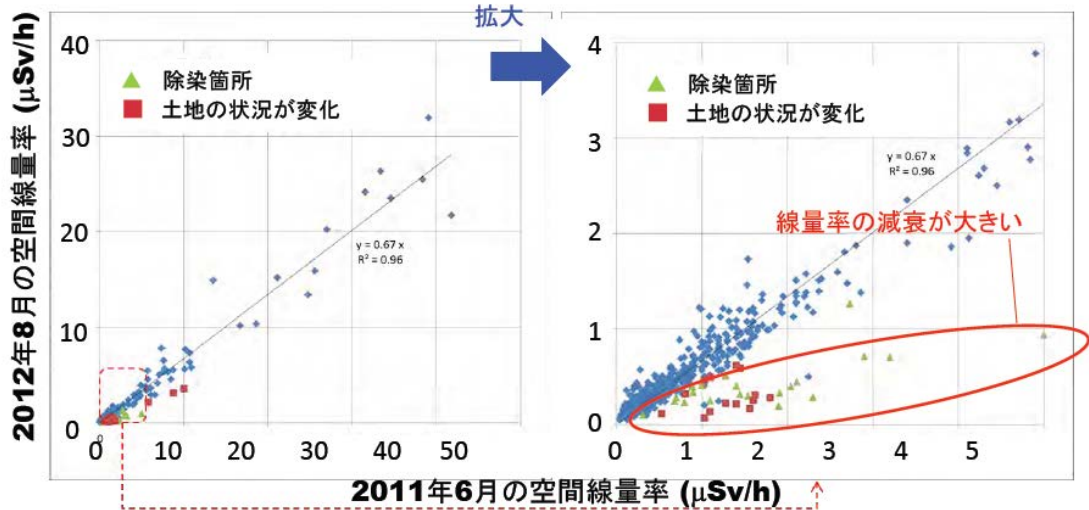 拡大
2012年8月の空間線量率 (μSv/h)
40
30
20
10
0
除染箇所
土地の状況が変化
y = 0.67 x
R² = 0.96
0
0
10
20
30
40
50
4
3
2
1
0
除染箇所
土地の状況が変化
y = 0.67 x
R² = 0.96
線量率の減衰が大きい
0
1
2
3
4
5
2011年6月の空間線量率 (μSv/h)